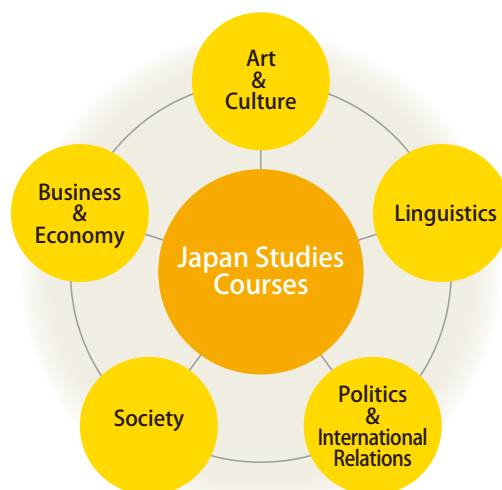 Art
&
Culture
Business
&
Economy
Linguistics
Japan Studies
Courses
Society
Politics
&
International
Relations